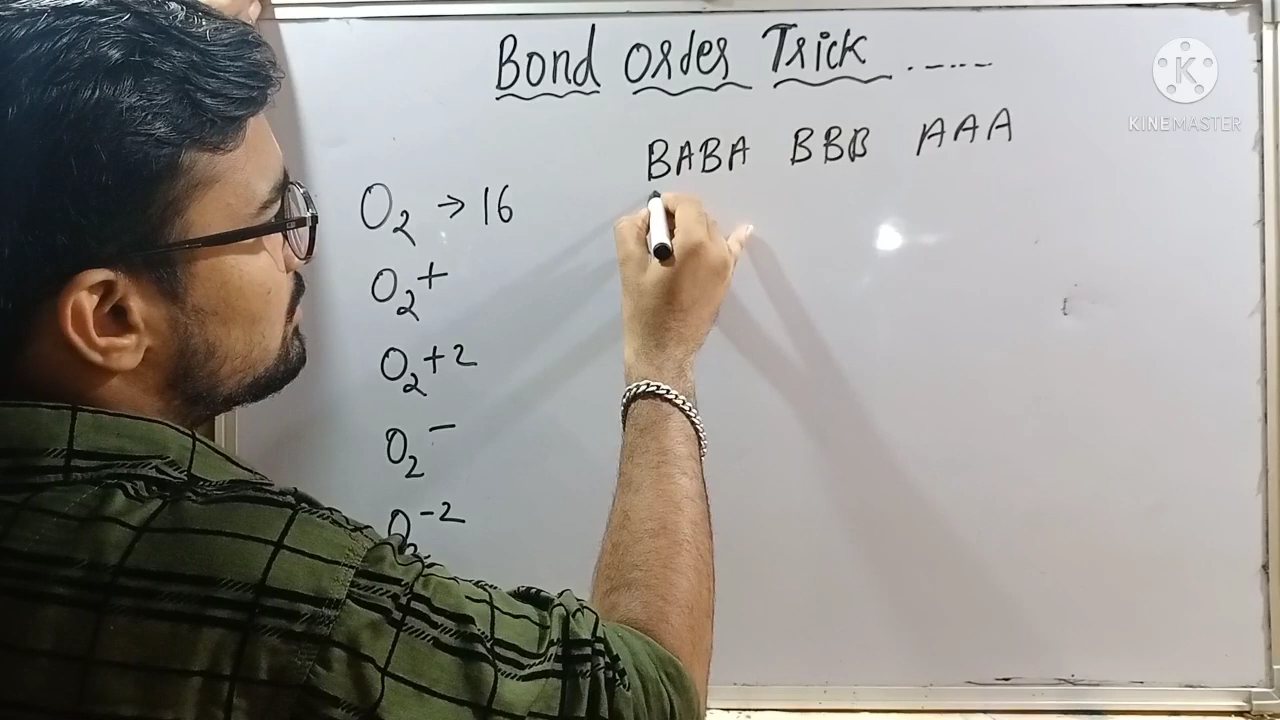 Bond Order Trick ......
BABA BBB AAA
O2 → 16
O2+
O2+2
O2-
O2-2
K
KINEMASTER